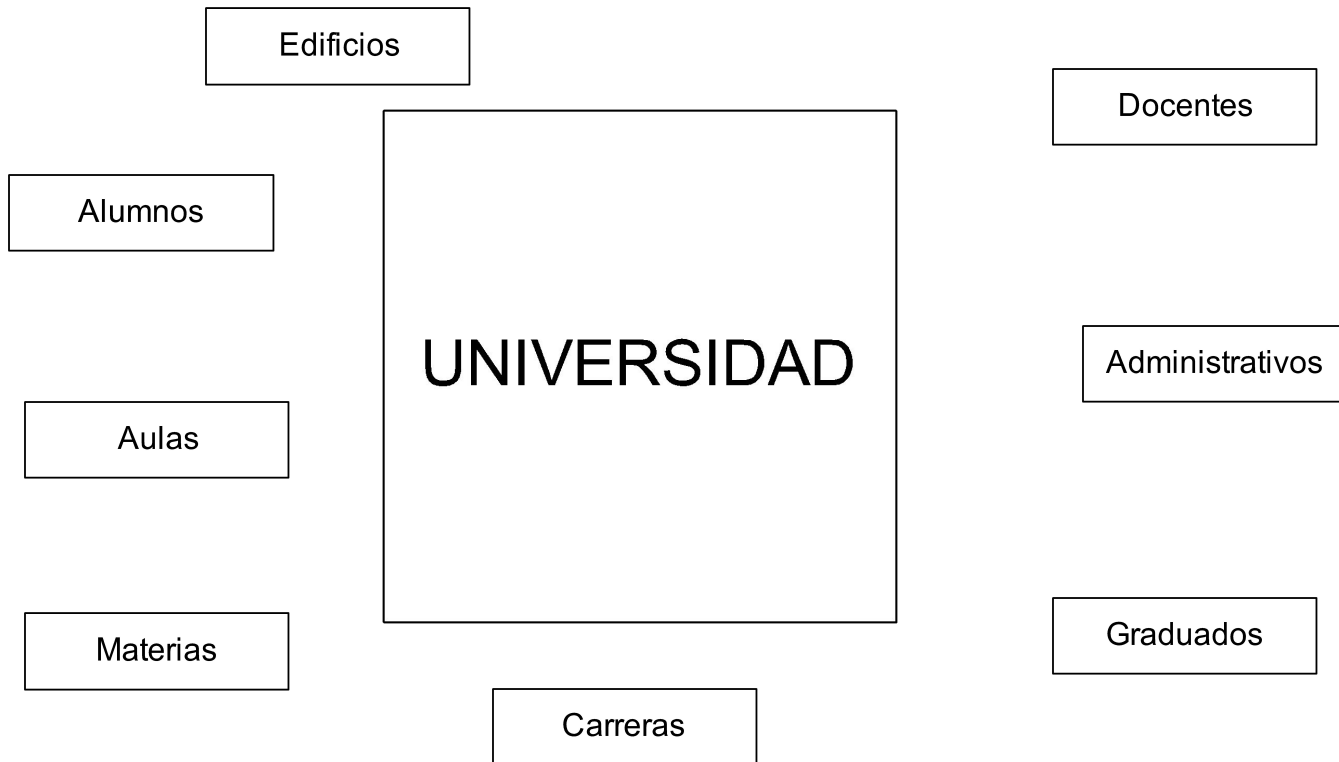 Edificios
Docentes
Alumnos
UNIVERSIDAD
Administrativos
Aulas
Graduados
Materias
Carreras